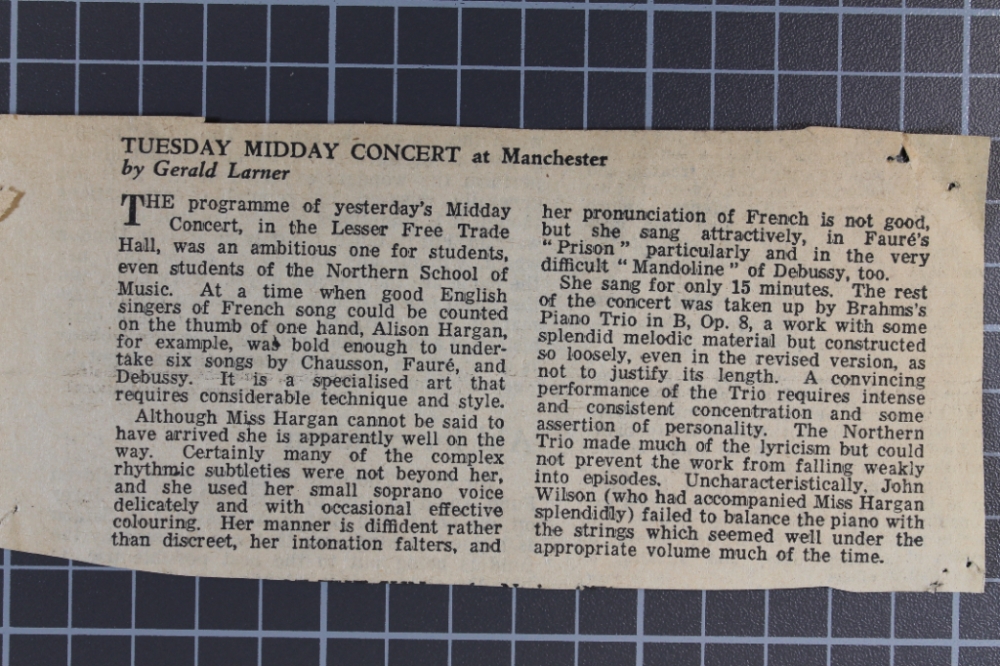 TUESDAY MIDDAY CONCERT at Manchester
by Gerald Larner
THE programme of yesterday's Midday
Concert, in the Lesser Free Trade
Hall, was an ambitious one for students,
even students of the Northern School of
Music. At a time when good English
singers of French song could be counted
on the thumb of one hand, Alison Hargan,
for example, was bold enough to under-
take six songs by Chausson, Fauré, and
Debussy. It is a specialised art that
requires considerable technique and style.
Although Miss Hargan cannot be said to
have arrived she is apparently well on the
way. Certainly many of the complex
rhythmic subtleties were not beyond her,
and she used her small soprano voice
delicately and with occasional effective
colouring. Her manner is diffident rather
than discreet, her intonation falters, and
her pronunciation of French is not good,
but she sang attractively, in Fauré's
"Prison" particularly and in the very
difficult "Mandoline" of Debussy, too.
She sang for only 15 minutes. The rest
of the concert was taken up by Brahms's
Piano Trio in B, Op. 8, a work with some
splendid melodic material but constructed
so loosely, even in the revised version, as
not to justify its length. A convincing
performance of the Trio requires intense
and consistent concentration and some
assertion of personality. The Northern
Trio made much of the lyricism but could
not prevent the work from falling weakly
into episodes. Uncharacteristically, John
Wilson (who had accompanied Miss Hargan
splendidly) failed to balance the piano with
the strings which seemed well under the
appropriate volume much of the time.